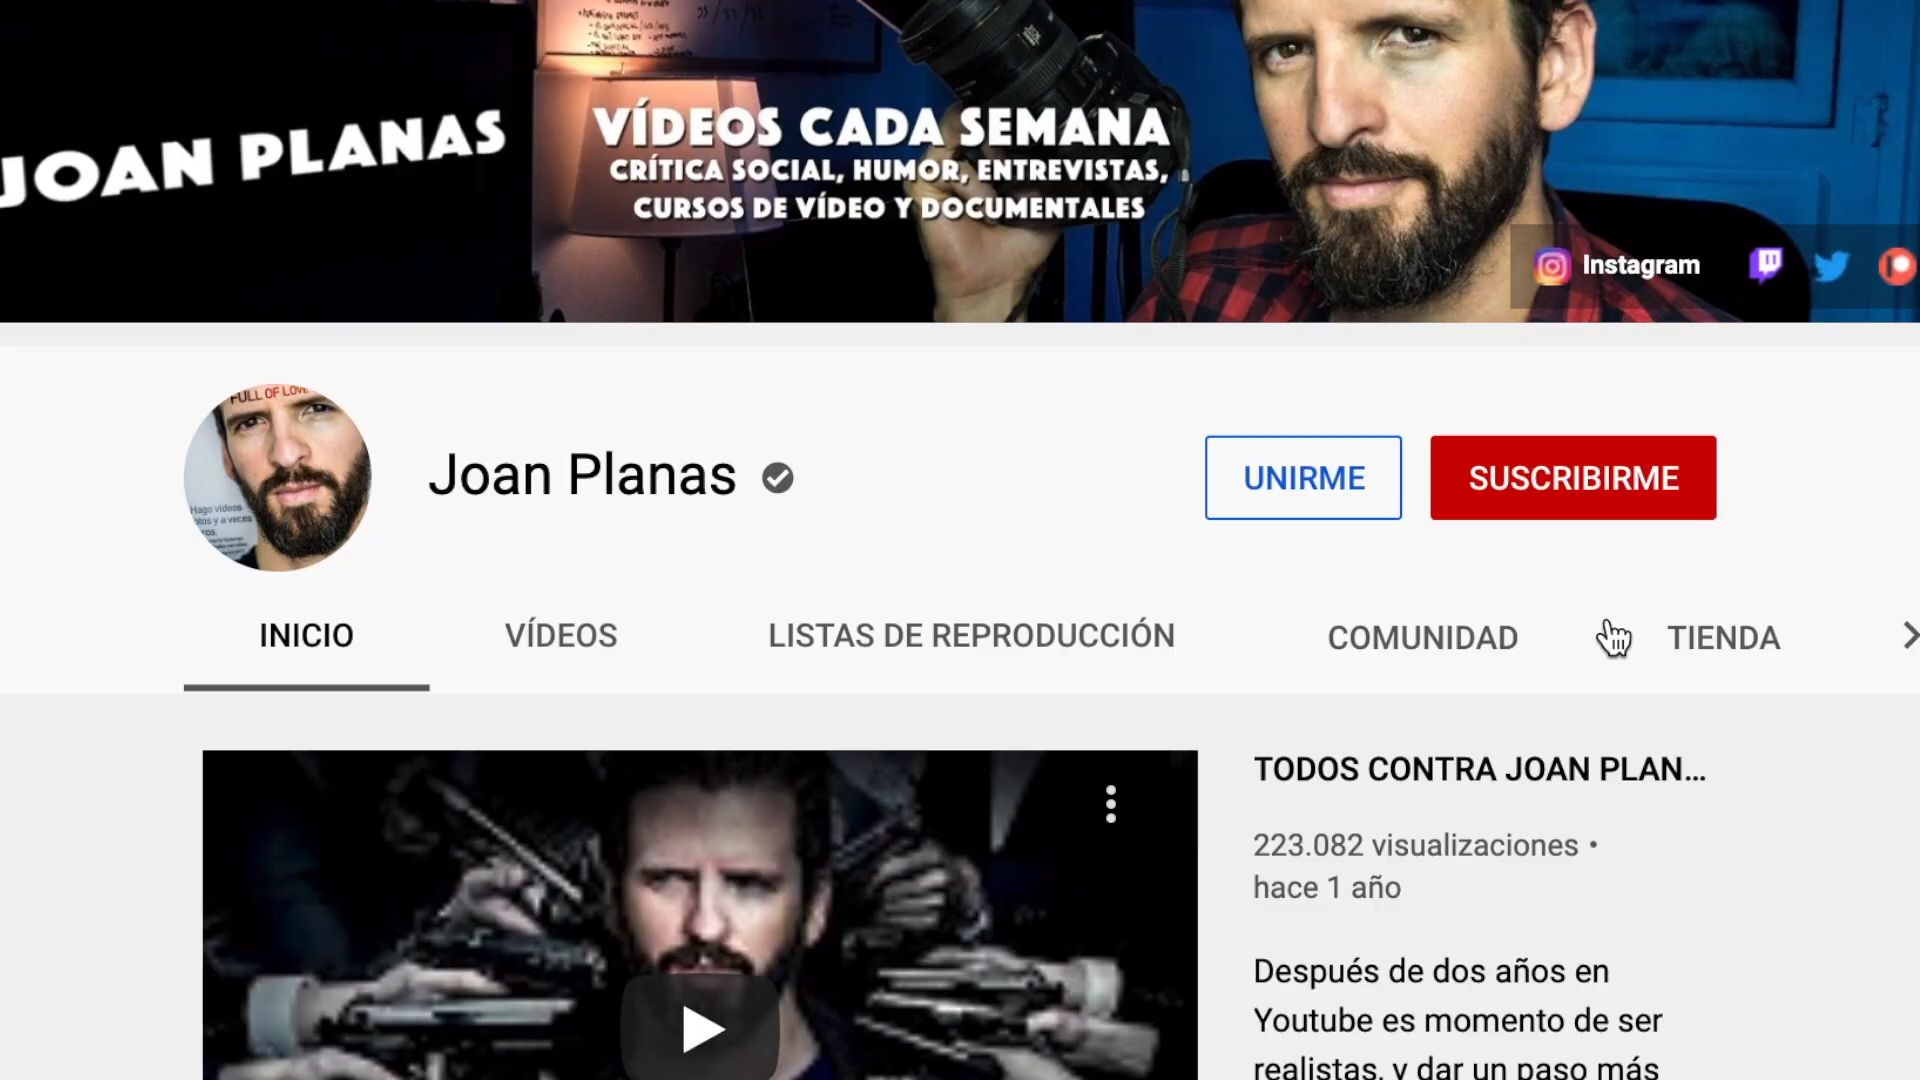 JOAN PLANAS
VÍDEOS CADA SEMANA
CRÍTICA SOCIAL, HUMOR, ENTREVISTAS,
CURSOS DE VÍDEO Y DOCUMENTALES
Instagram
FULL OF LOVE
Hago vídeos
fotos y a veces
Joan Planas
UNIRME
SUSCRIBIRME
INICIO
VÍDEOS
LISTAS DE REPRODUCCIÓN
COMUNIDAD
TIENDA
TODOS CONTRA JOAN PLAN...
223.082 visualizaciones •
hace 1 año
Después de dos años en
Youtube es momento de ser
realistas, y dar un paso más